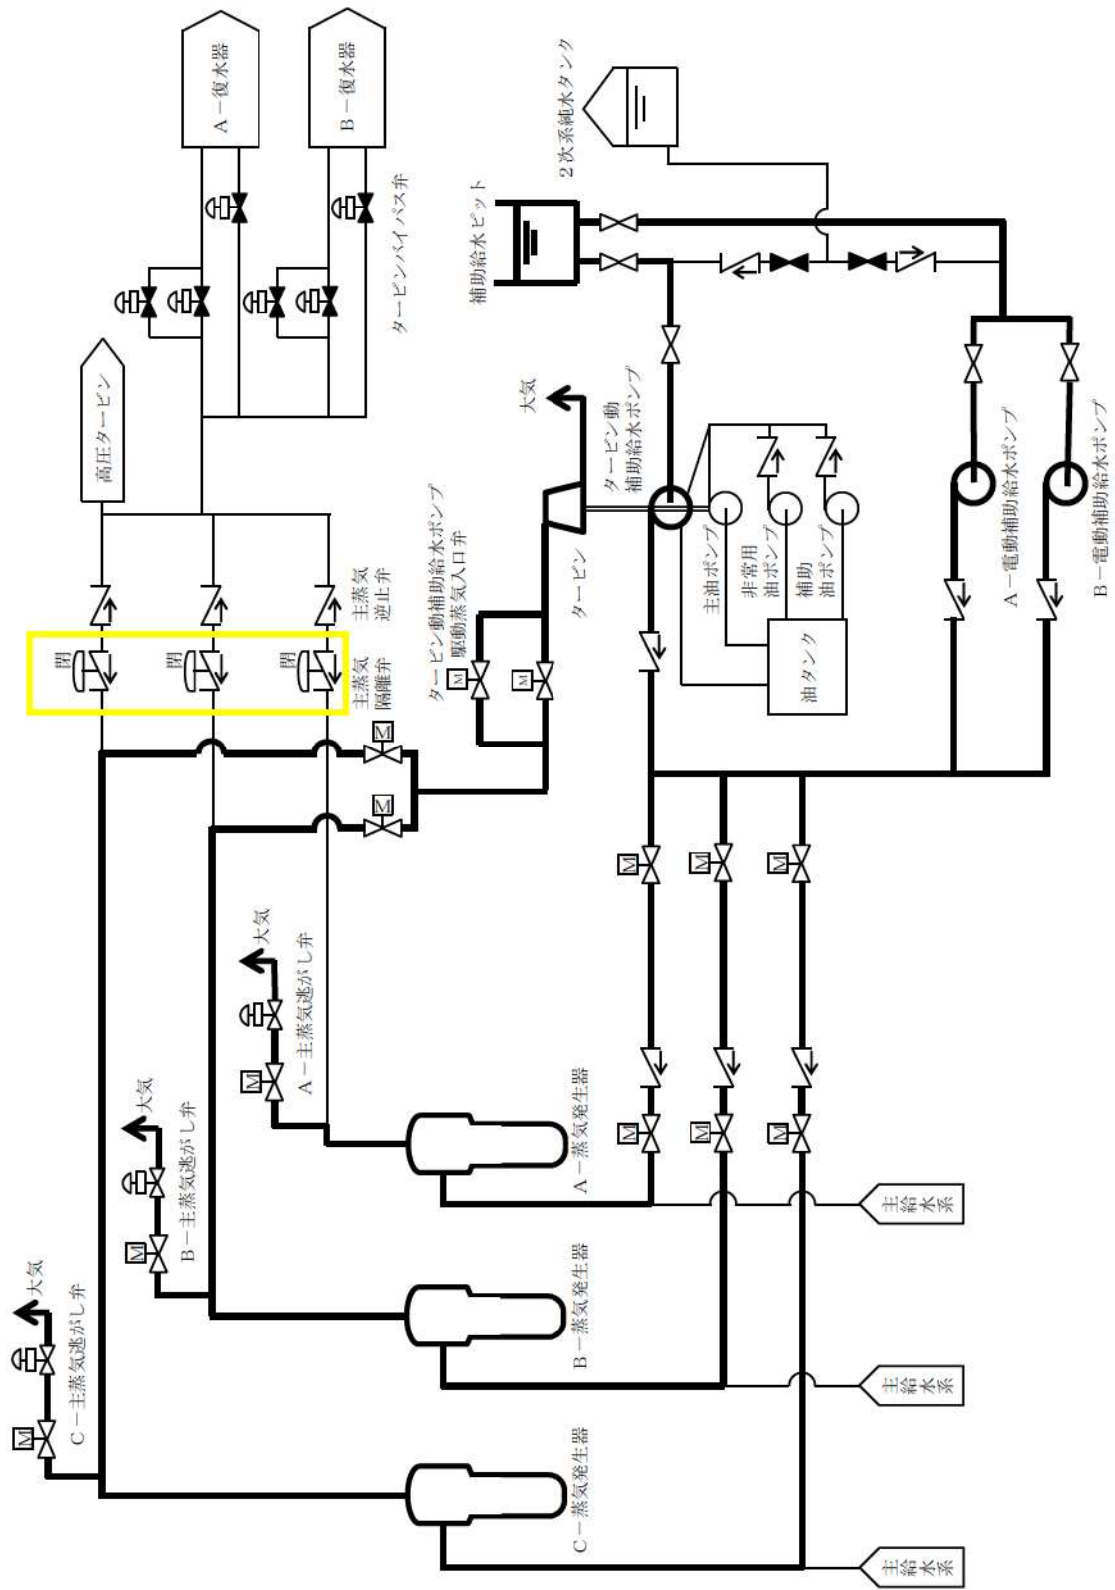 大気
C－主蒸気逃がし弁
大気
B－主蒸気逃がし弁
大気
A－主蒸気逃がし弁
C－蒸気発生器
B－蒸気発生器
A－蒸気発生器
主給水系
主給水系
主給水系
M
M
M
M
M
M
M
M
M
M
M
M
M
閉
閉
閉
主蒸気
隔離弁
主蒸気
逆止弁
高圧タービン
A－復水器
B－復水器
タービンバイパス弁
タービン動補助給水ポンプ
駆動蒸気入口弁
タービン
大気
タービン動
補助給水ポンプ
補助給水ピット
2次系純水タンク
主油ポンプ
非常用
油ポンプ
補助
油ポンプ
油タンク
A－電動補助給水ポンプ
B－電動補助給水ポンプ